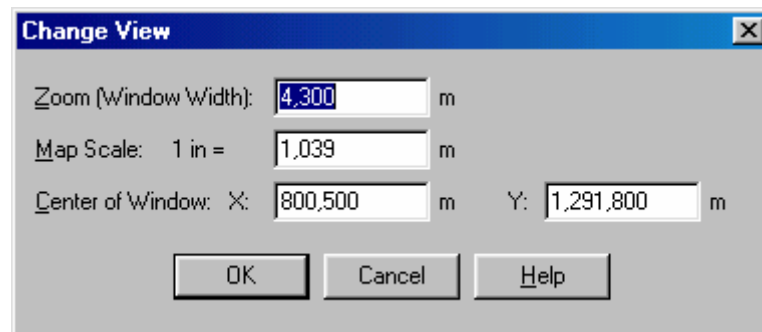 Change View
Zoom (Window Width): 4,300 m
Map Scale: 1 in = 1,039 m
Center of Window: X: 800,500 m Y: 1,291,800 m
OK Cancel Help